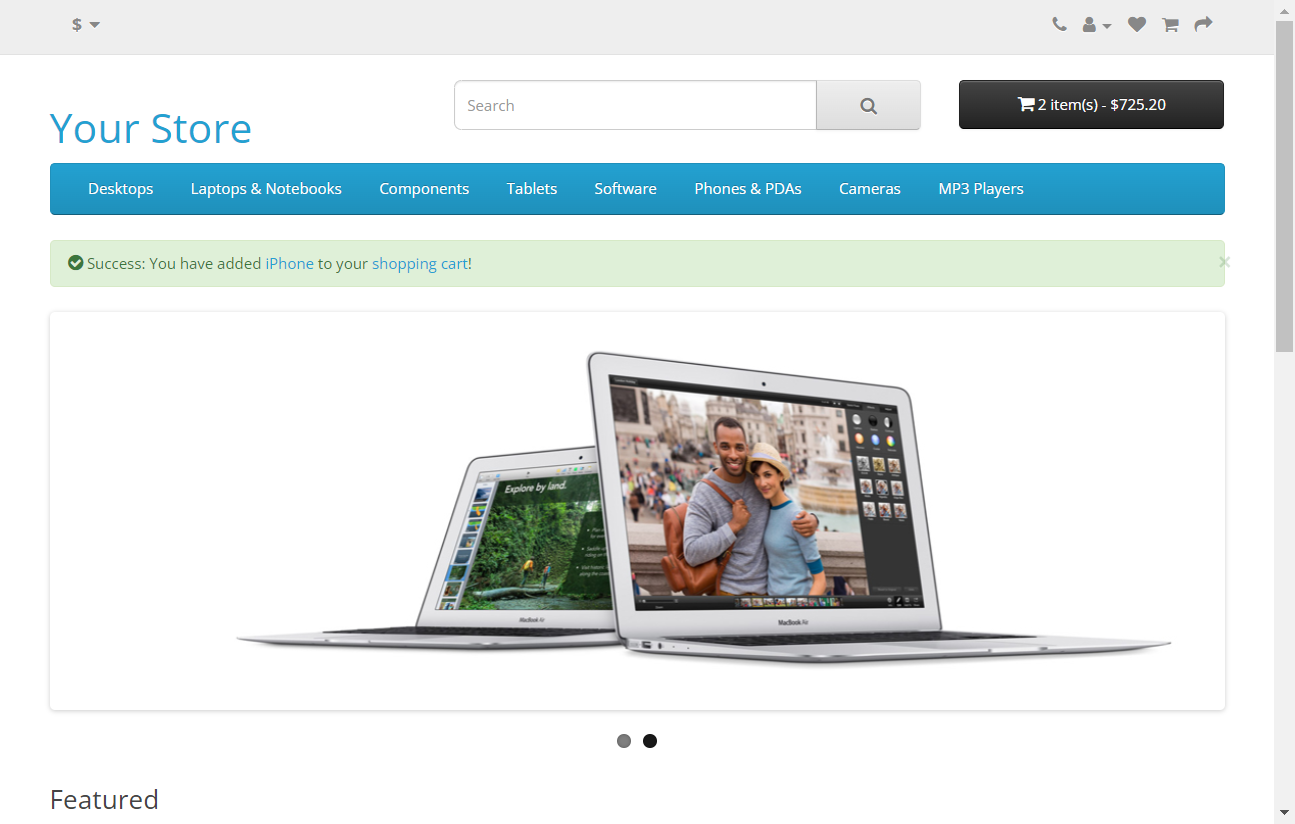 $
Search
2 item(s) - $725.20
Your Store
Desktops Laptops & Notebooks Components Tablets Software Phones & PDAs Cameras MP3 Players
Success: You have added iPhone to your shopping cart!
×
Explore by land.
MacBook Air
MacBook Air
Featured